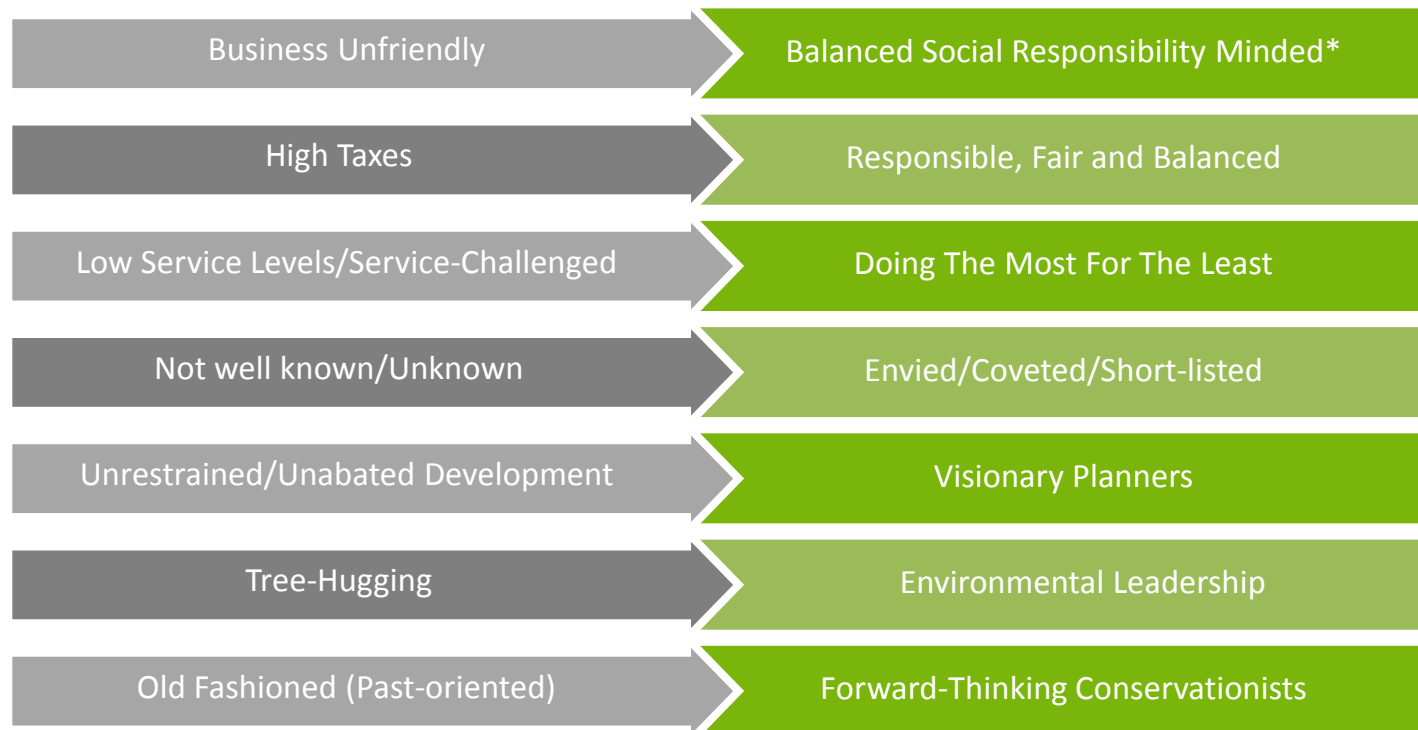 Business Unfriendly
Balanced Social Responsibility Minded*
High Taxes
Responsible, Fair and Balanced
Low Service Levels/Service-Challenged
Doing The Most For The Least
Not well known/Unknown
Envied/Coveted/Short-listed
Unrestrained/Unabated Development
Visionary Planners
Tree-Hugging
Environmental Leadership
Old Fashioned (Past-oriented)
Forward-Thinking Conservationists